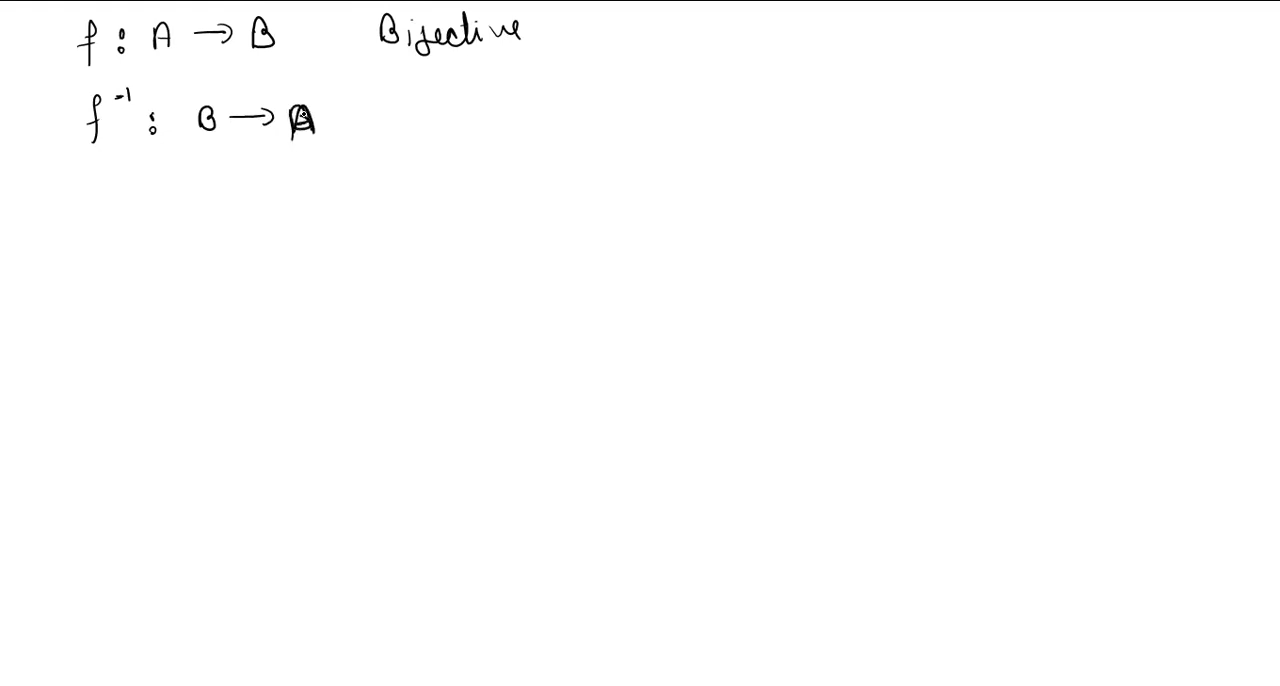 f : A → B Bijective
f⁻¹ : B → A